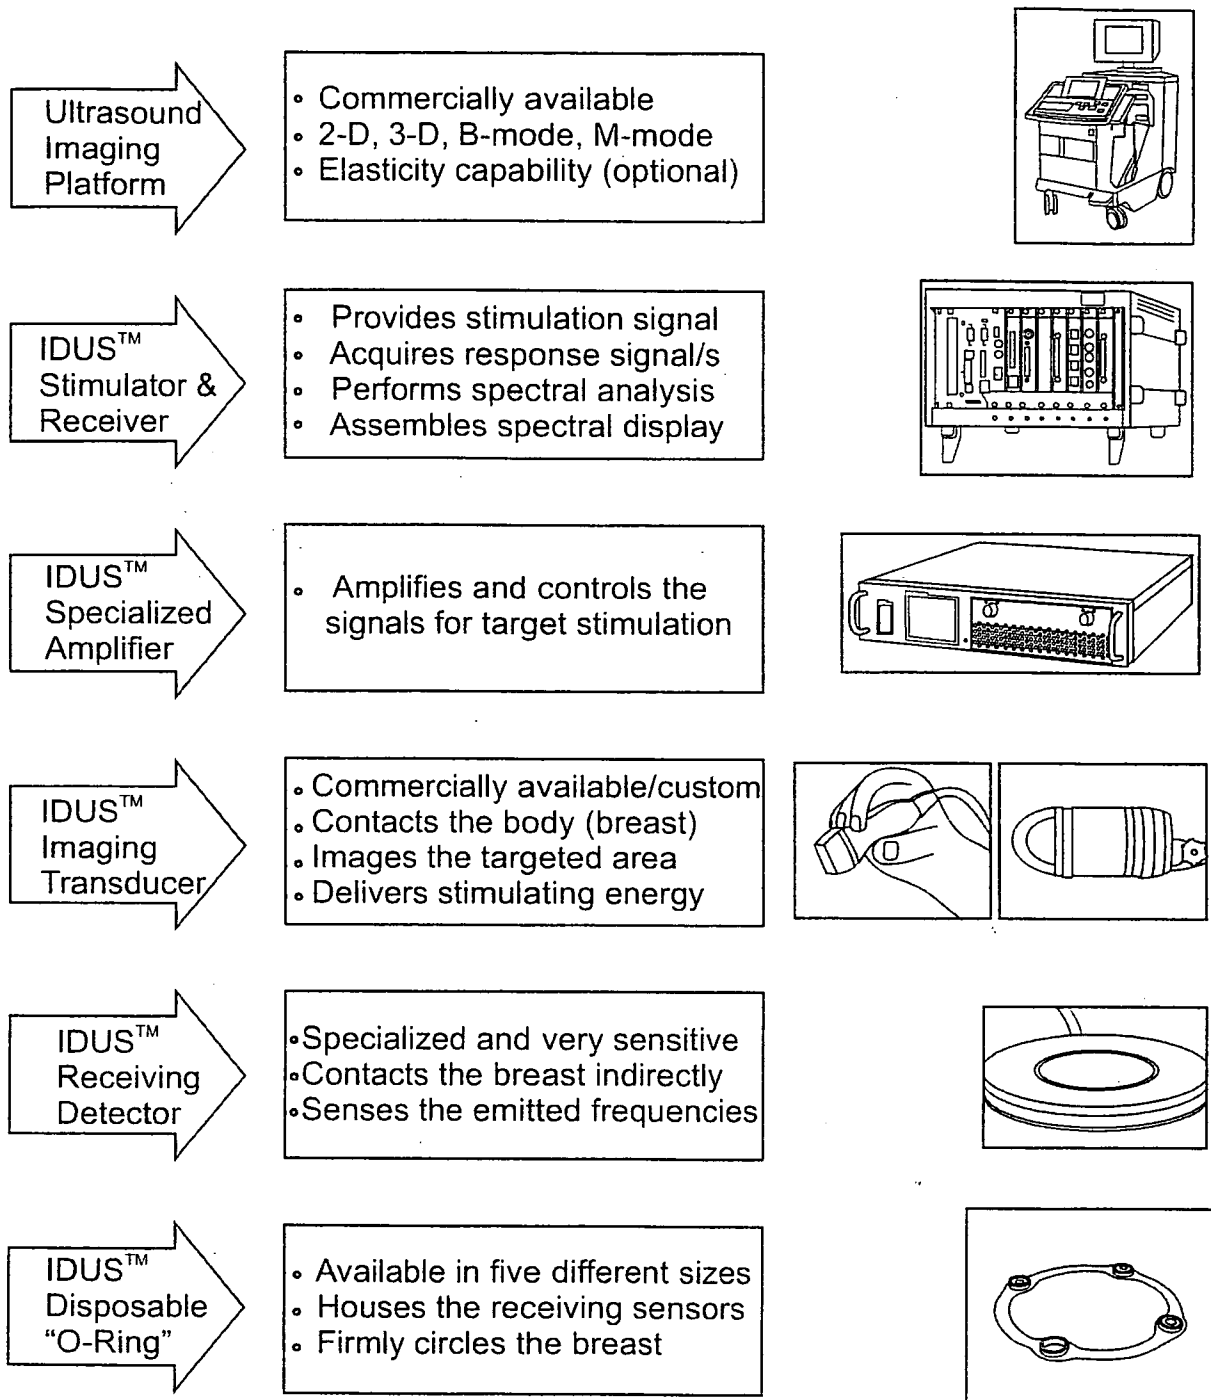 Ultrasound
Imaging
Platform
• Commercially available
• 2-D, 3-D, B-mode, M-mode
• Elasticity capability (optional)
IDUS™
Stimulator &
Receiver
• Provides stimulation signal
• Acquires response signal/s
• Performs spectral analysis
• Assembles spectral display
IDUS™
Specialized
Amplifier
• Amplifies and controls the
signals for target stimulation
IDUS™
Imaging
Transducer
• Commercially available/custom
• Contacts the body (breast)
• Images the targeted area
• Delivers stimulating energy
IDUS™
Receiving
Detector
• Specialized and very sensitive
• Contacts the breast indirectly
• Senses the emitted frequencies
IDUS™
Disposable
“O-Ring”
• Available in five different sizes
• Houses the receiving sensors
• Firmly circles the breast